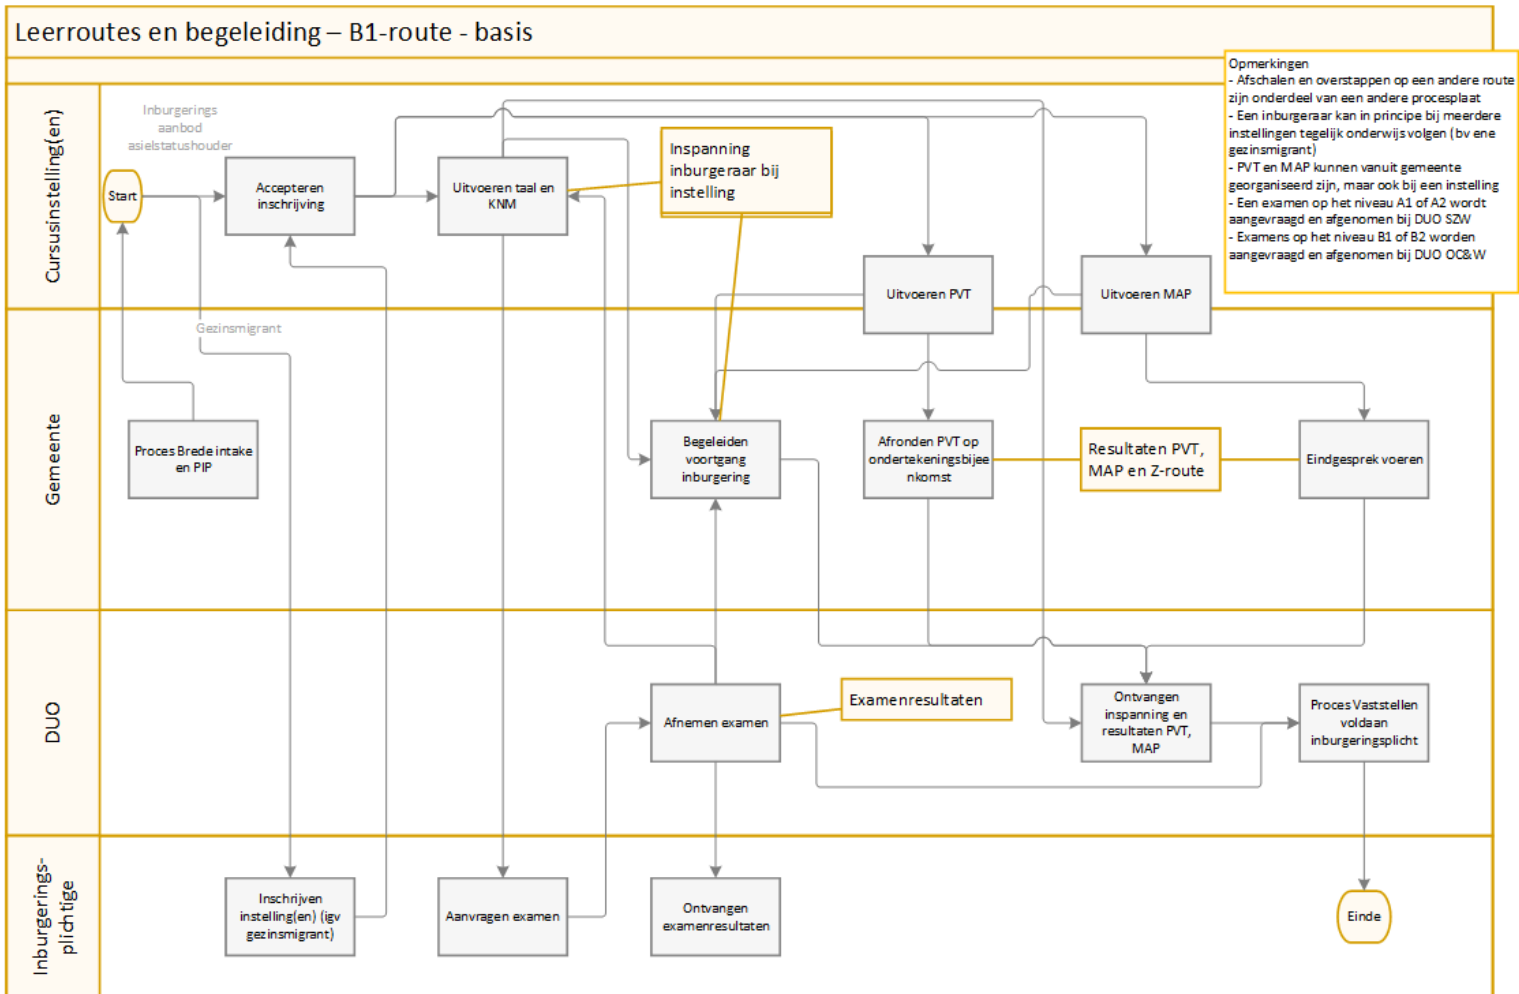 Leerroutes en begeleiding – B1-route - basis
Opmerkingen
- Afschalen en overstappen op een andere route
zijn onderdeel van een andere procesplaat
- Een inburgeraar kan in principe bij meerdere
instellingen tegelijk onderwijs volgen (bv ene
gezinsmigrant)
- PVT en MAP kunnen vanuit gemeente
georganiseerd zijn, maar ook bij een instelling
- Een examen op het niveau A1 of A2 wordt
aangevraagd en afgenomen bij DUO SZW
- Examens op het niveau B1 of B2 worden
aangevraagd en afgenomen bij DUO OC&W
Cursusinstelling(en)
Inburgerings
aanbod
asielstatushouder
Start
Accepteren
inschrijving
Uitvoeren taal en
KNM
Inspanning
inburgeraar bij
instelling
Uitvoeren PVT
Uitvoeren MAP
Gezinsmigrant
Gemeente
Proces Brede intake
en PIP
Begeleiden
voortgang
inburgering
Afronden PVT op
ondertekeningsbijee
nkomst
Resultaten PVT,
MAP en Z-route
Eindgesprek voeren
DUO
Afnemen examen
Examenresultaten
Ontvangen
inspanning en
resultaten PVT,
MAP
Proces Vaststellen
voldaan
inburgeringsplicht
Inburgerings-
plichtige
Inschrijven
instelling(en) (igv
gezinsmigrant)
Aanvragen examen
Ontvangen
examenresultaten
Einde